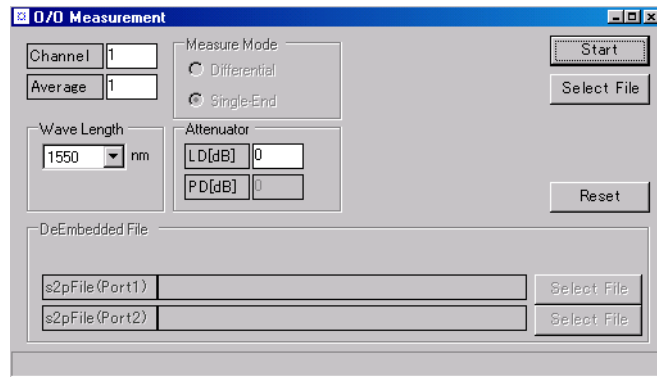 O/O Measurement
Channel 1
Average 1
Measure Mode
Differential
Single-End
Start
Select File
Wave Length
1550 nm
Attenuator
LD[dB] 0
PD[dB] 0
Reset
DeEmbedded File
s2pFile(Port1)
Select File
s2pFile(Port2)
Select File